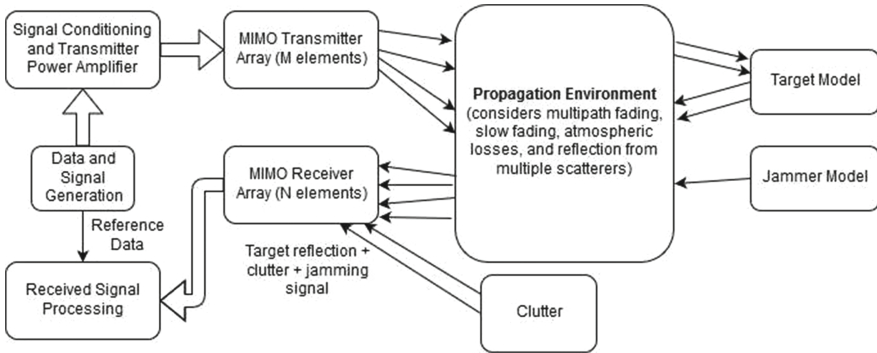 Signal Conditioning
and Transmitter
Power Amplifier
MIMO Transmitter
Array (M elements)
Propagation Environment
(considers multipath fading,
slow fading, atmospheric
losses, and reflection from
multiple scatterers)
Target Model
Data and
Signal
Generation
MIMO Receiver
Array (N elements)
Jammer Model
Reference
Data
Target reflection +
clutter + jamming
signal
Received Signal
Processing
Clutter